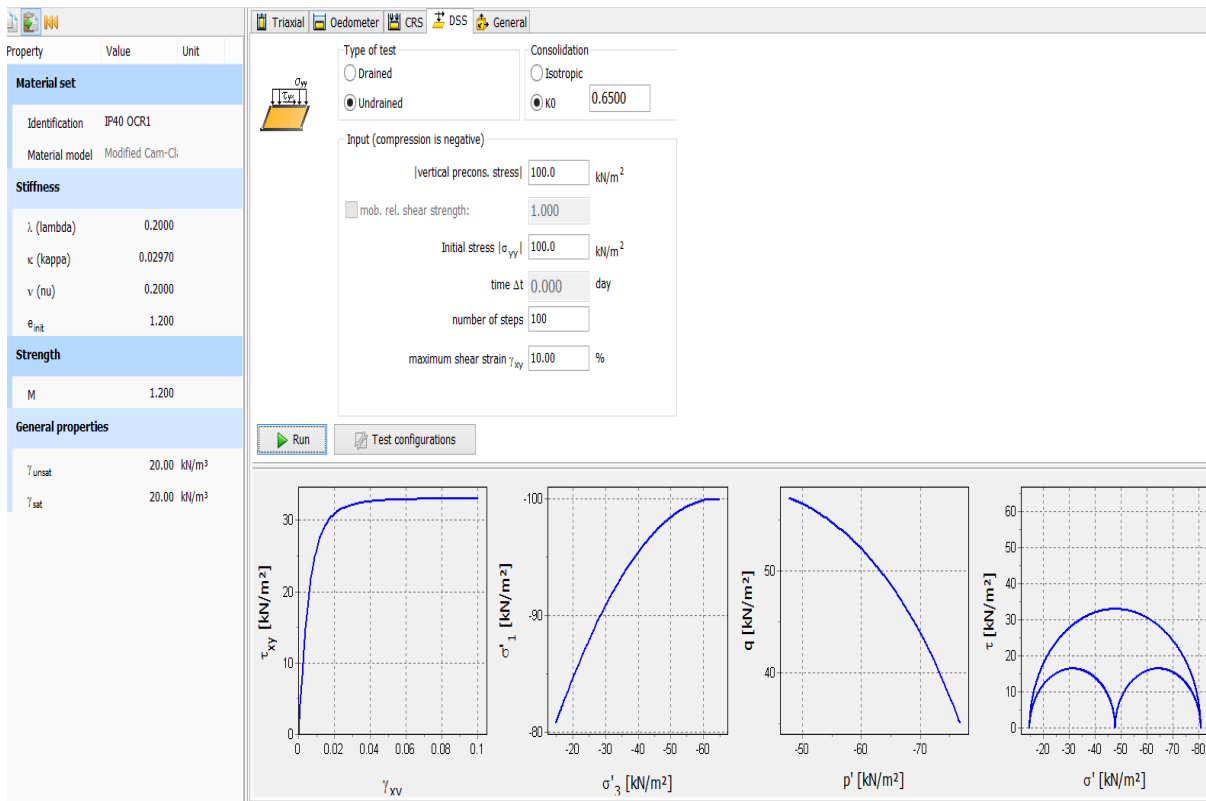 Triaxial Oedometer CRS DSS General
Property Value Unit
Material set
Identification IP40 OCR1
Material model Modified Cam-Cl
Stiffness
λ (lambda) 0.2000
κ (kappa) 0.02970
ν (nu) 0.2000
e init 1.200
Strength
M 1.200
General properties
γ unsat 20.00 kN/m³
γ sat 20.00 kN/m³
σyy
τyx
Type of test
Drained
Undrained
Consolidation
Isotropic
K0 0.6500
Input (compression is negative)
|vertical precons. stress| 100.0 kN/m²
mob. rel. shear strength: 1.000
Initial stress |σyy| 100.0 kN/m²
time Δt 0.000 day
number of steps 100
maximum shear strain γxy 10.00 %
Run Test configurations
τxy [kN/m²]
30
20
10
0
0 0.02 0.04 0.06 0.08 0.1
γxy
σ'1 [kN/m²]
-100
-90
-80
-20 -30 -40 -50 -60
σ'3 [kN/m²]
q [kN/m²]
50
40
-50 -60 -70
p' [kN/m²]
τ [kN/m²]
60
50
40
30
20
10
0
-20 -30 -40 -50 -60 -70 -80
σ' [kN/m²]